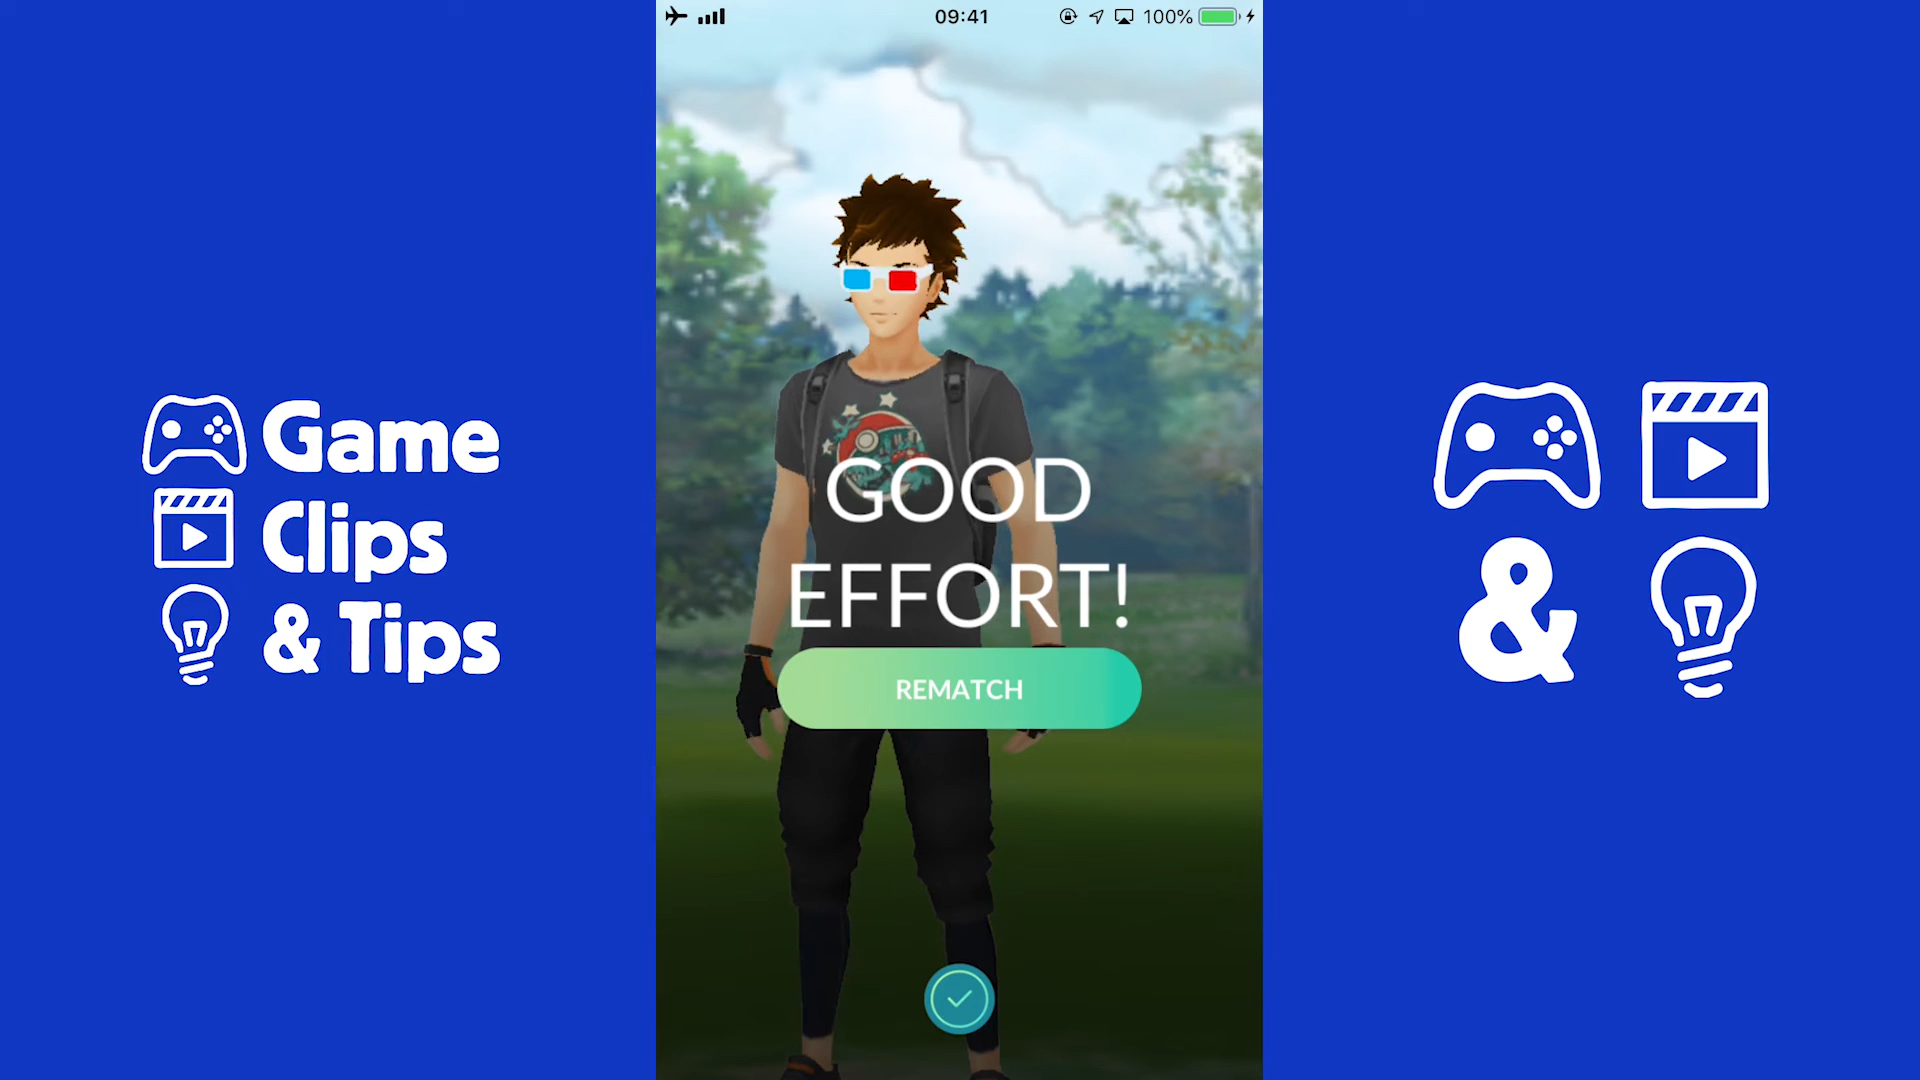 09:41
100%
Game
Clips
& Tips
GOOD
EFFORT!
REMATCH
&